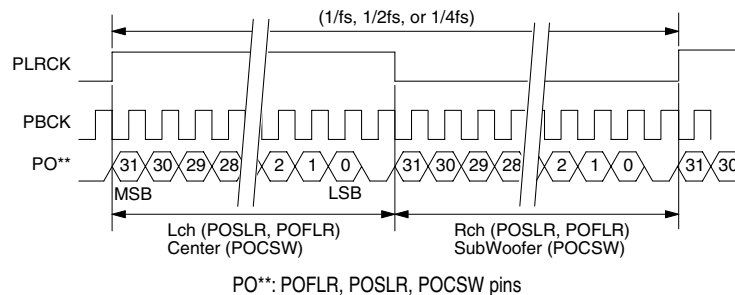 (1/fs, 1/2fs, or 1/4fs)
PLRCK
PBCK
PO** 31 30 29 28 2 1 0 31 30 29 28 2 1 0 31 30
MSB LSB
Lch (POSLR, POFLR) Rch (POSLR, POFLR)
Center (POCSW) SubWoofer (POCSW)
PO**: POFLR, POSLR, POCSW pins